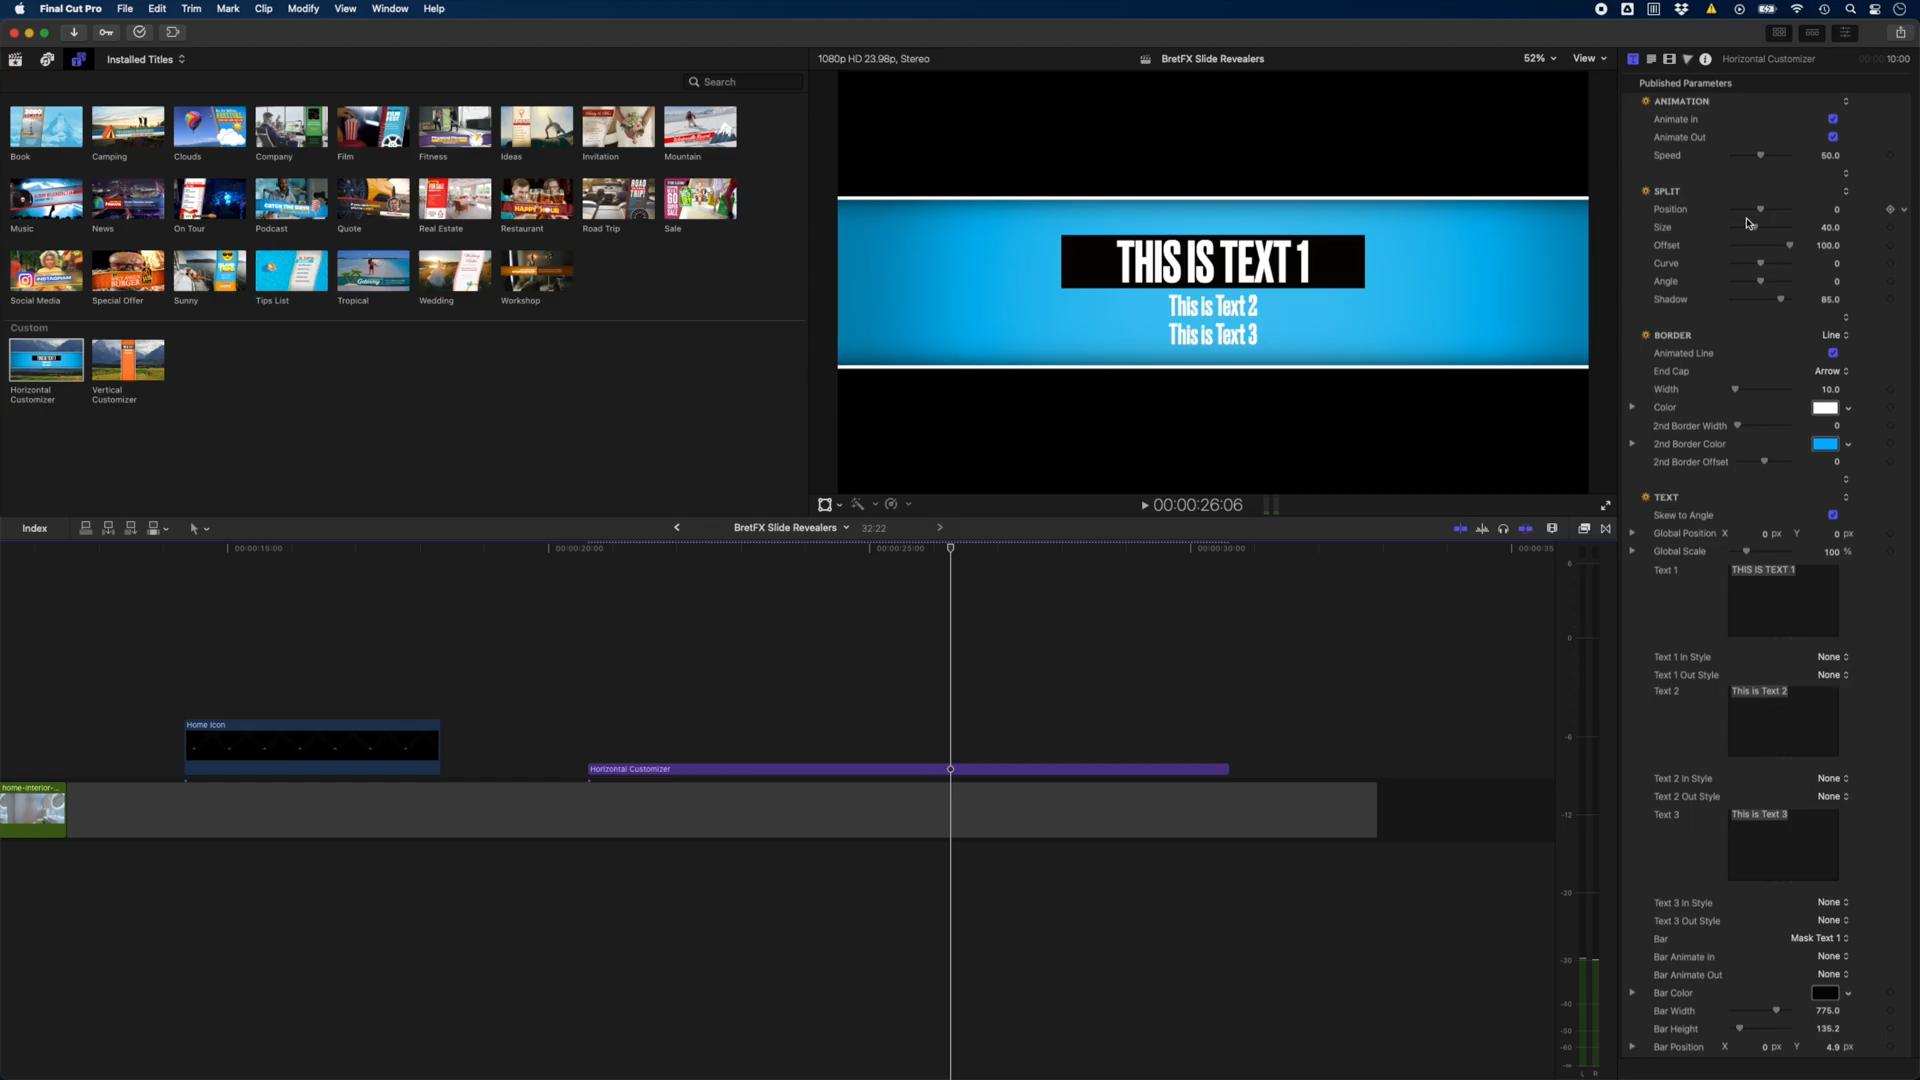 Final Cut Pro File Edit Trim Mark Clip Modify View Window Help
Installed Titles
Search
Book Camping Clouds Company Film Fitness Ideas Invitation Mountain
Music News On Tour Podcast Quote Real Estate Restaurant Road Trip Sale
Social Media Special Offer Sunny Tips List Tropical Wedding Workshop
Custom
Horizontal Customizer
Vertical Customizer
1080p HD 23.98p, Stereo
BretFX Slide Revealers
52% View
THIS IS TEXT 1
This is Text 2
This is Text 3
00:00:26:06
Horizontal Customizer 00:00:10:00
Published Parameters
ANIMATION
Animate In
Animate Out
Speed 50.0
SPLIT
Position 0
Size 40.0
Offset 100.0
Curve 0
Angle 0
Shadow 85.0
BORDER Line
Animated Line
End Cap Arrow
Width 10.0
Color
2nd Border Width 0
2nd Border Color
2nd Border Offset 0
TEXT
Skew to Angle
Global Position X 0 px Y 0 px
Global Scale 100 %
Text 1 THIS IS TEXT 1
Text 1 In Style None
Text 1 Out Style None
Text 2 This is Text 2
Text 2 In Style None
Text 2 Out Style None
Text 3 This is Text 3
Text 3 In Style None
Text 3 Out Style None
Bar Mask Text 1
Bar Animate In None
Bar Animate Out None
Bar Color
Bar Width 775.0
Bar Height 135.2
Bar Position X 0 px Y 4.9 px
Index
BretFX Slide Revealers 32:22
00:00:15:00 00:00:20:00 00:00:25:00 00:00:30:00 00:00:35
Home Icon
Horizontal Customizer
home-interior-...
6
0
-6
-12
-20
-30
-40
-50
-60
-∞
L R